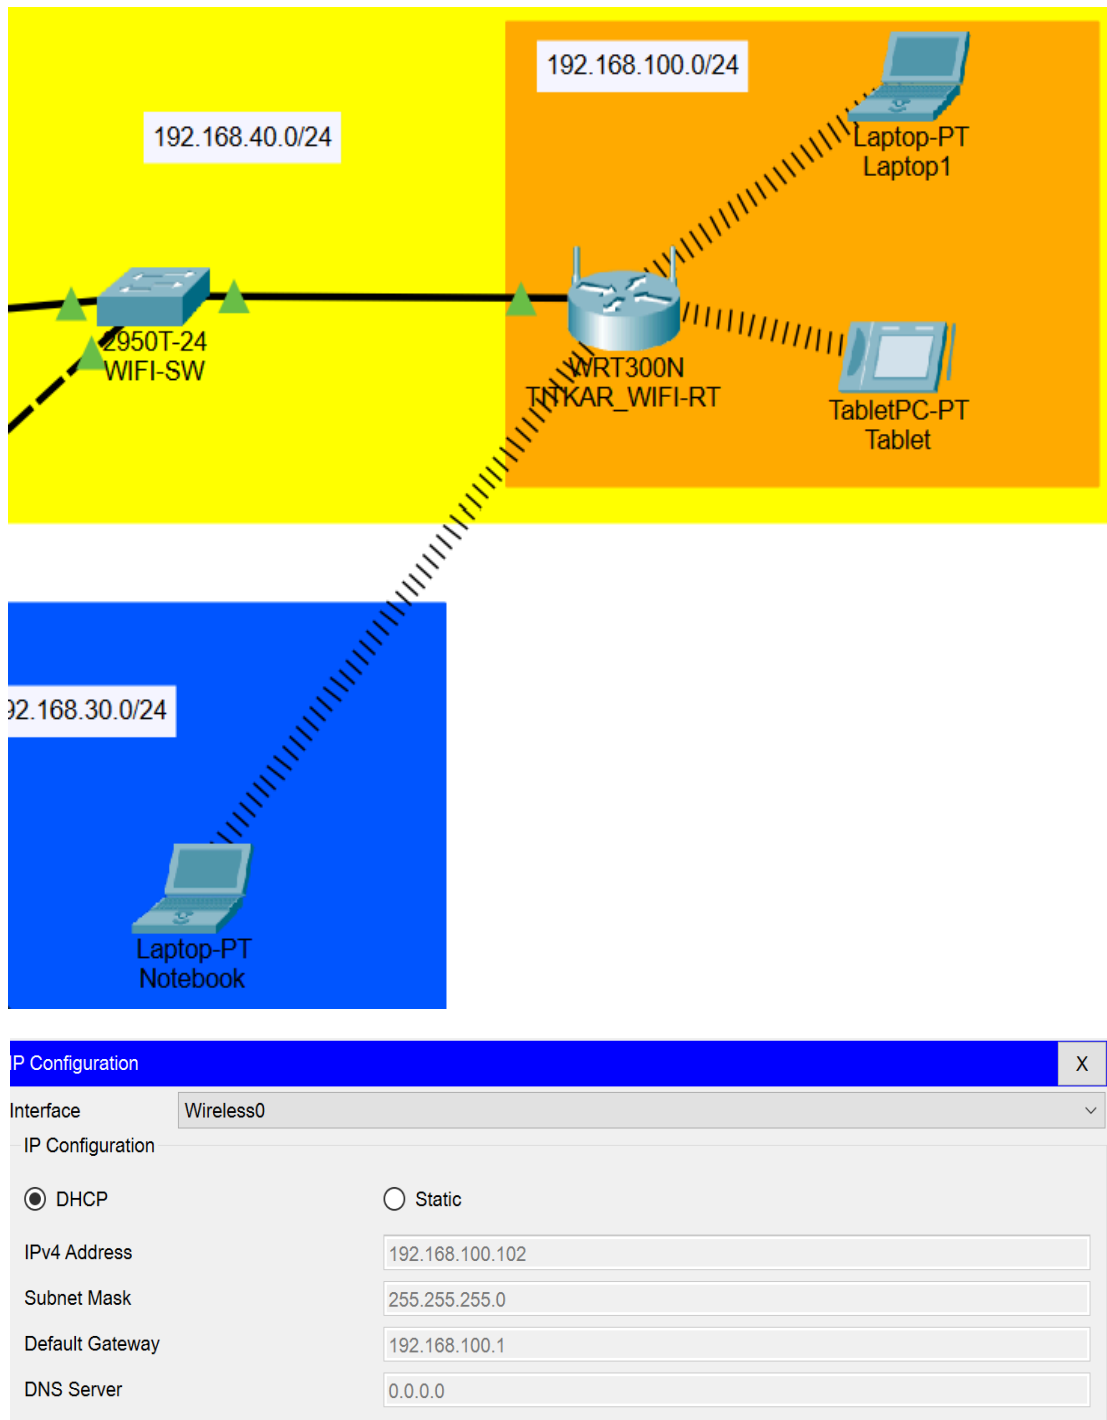 192.168.100.0/24
192.168.40.0/24
Laptop-PT
Laptop1
2950T-24
WIFI-SW
WRT300N
TITKAR_WIFI-RT
TabletPC-PT
Tablet
92.168.30.0/24
Laptop-PT
Notebook
IP Configuration
X
Interface
Wireless0
IP Configuration
DHCP
Static
IPv4 Address
192.168.100.102
Subnet Mask
255.255.255.0
Default Gateway
192.168.100.1
DNS Server
0.0.0.0